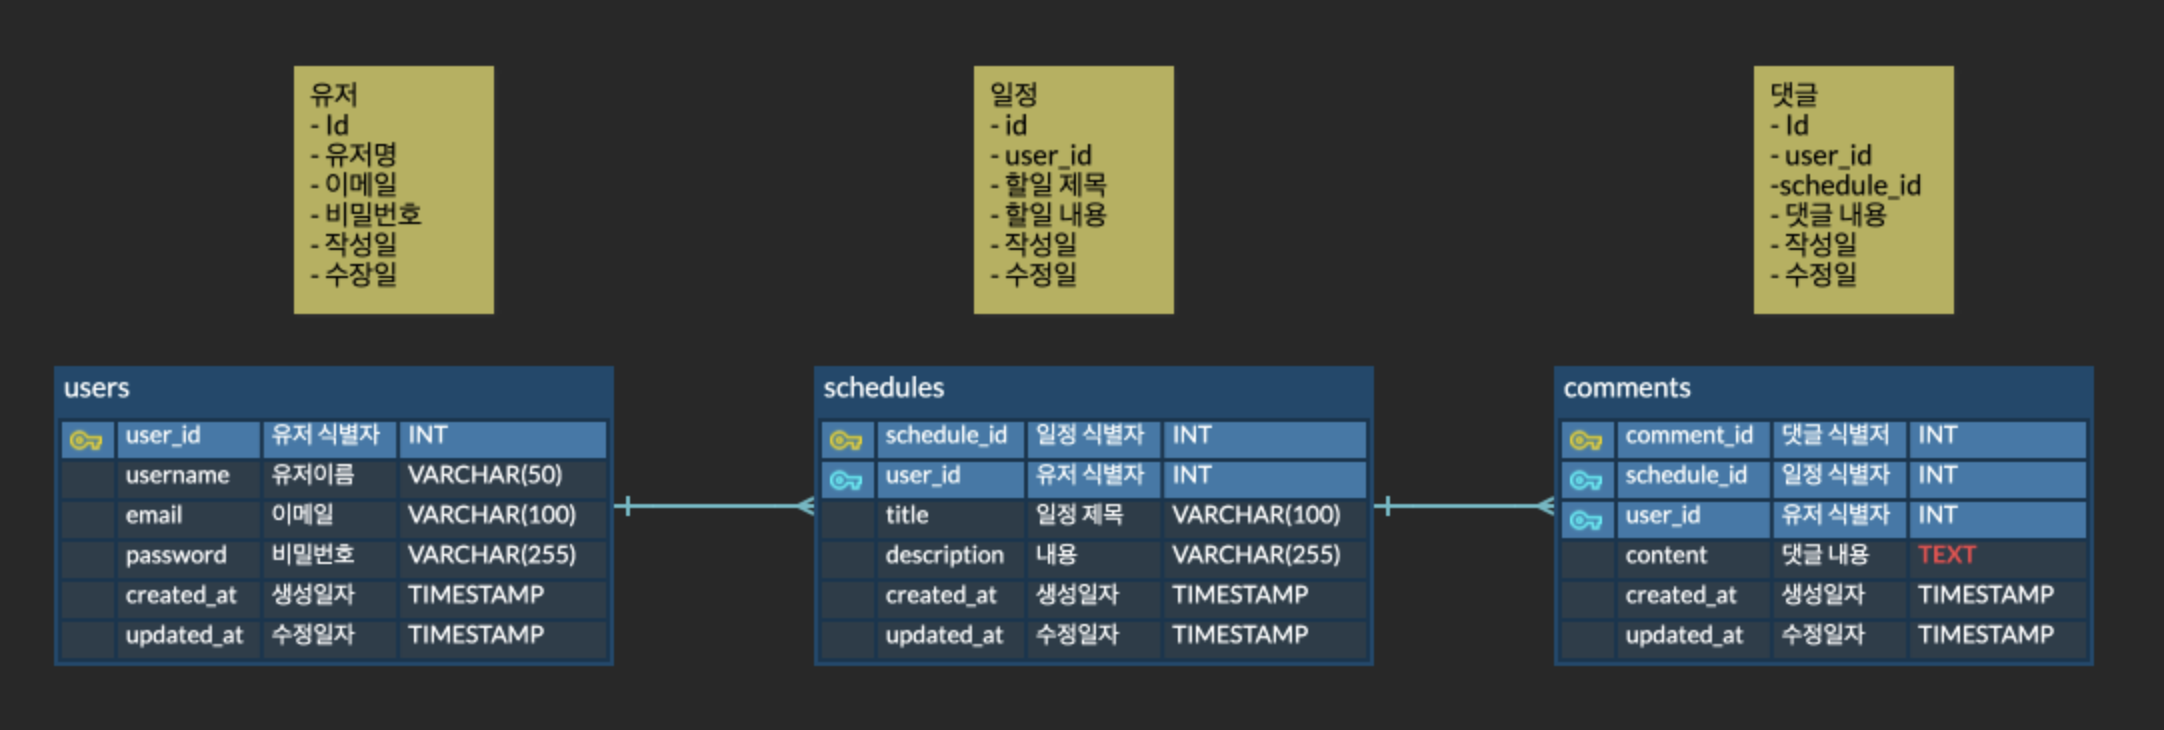 유저
- Id
- 유저명
- 이메일
- 비밀번호
- 작성일
- 수장일
일정
- id
- user_id
- 할일 제목
- 할일 내용
- 작성일
- 수정일
댓글
- Id
- user_id
-schedule_id
- 댓글 내용
- 작성일
- 수정일
users
user_id 유저 식별자 INT
username 유저이름 VARCHAR(50)
email 이메일 VARCHAR(100)
password 비밀번호 VARCHAR(255)
created_at 생성일자 TIMESTAMP
updated_at 수정일자 TIMESTAMP
schedules
schedule_id 일정 식별자 INT
user_id 유저 식별자 INT
title 일정 제목 VARCHAR(100)
description 내용 VARCHAR(255)
created_at 생성일자 TIMESTAMP
updated_at 수정일자 TIMESTAMP
comments
comment_id 댓글 식별저 INT
schedule_id 일정 식별자 INT
user_id 유저 식별자 INT
content 댓글 내용 TEXT
created_at 생성일자 TIMESTAMP
updated_at 수정일자 TIMESTAMP